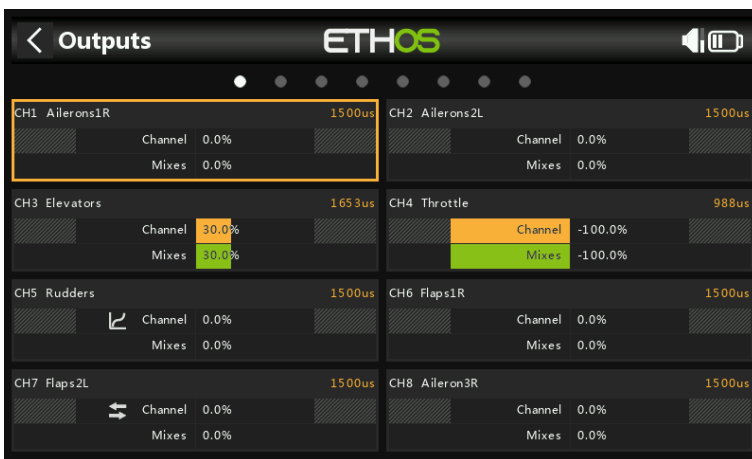 Outputs
ETHOS
CH1 Ailerons1R 1500us
Channel 0.0%
Mixes 0.0%
CH2 Ailerons2L 1500us
Channel 0.0%
Mixes 0.0%
CH3 Elevators 1653us
Channel 30.0%
Mixes 30.0%
CH4 Throttle 988us
Channel -100.0%
Mixes -100.0%
CH5 Rudders 1500us
Channel 0.0%
Mixes 0.0%
CH6 Flaps1R 1500us
Channel 0.0%
Mixes 0.0%
CH7 Flaps2L 1500us
Channel 0.0%
Mixes 0.0%
CH8 Aileron3R 1500us
Channel 0.0%
Mixes 0.0%